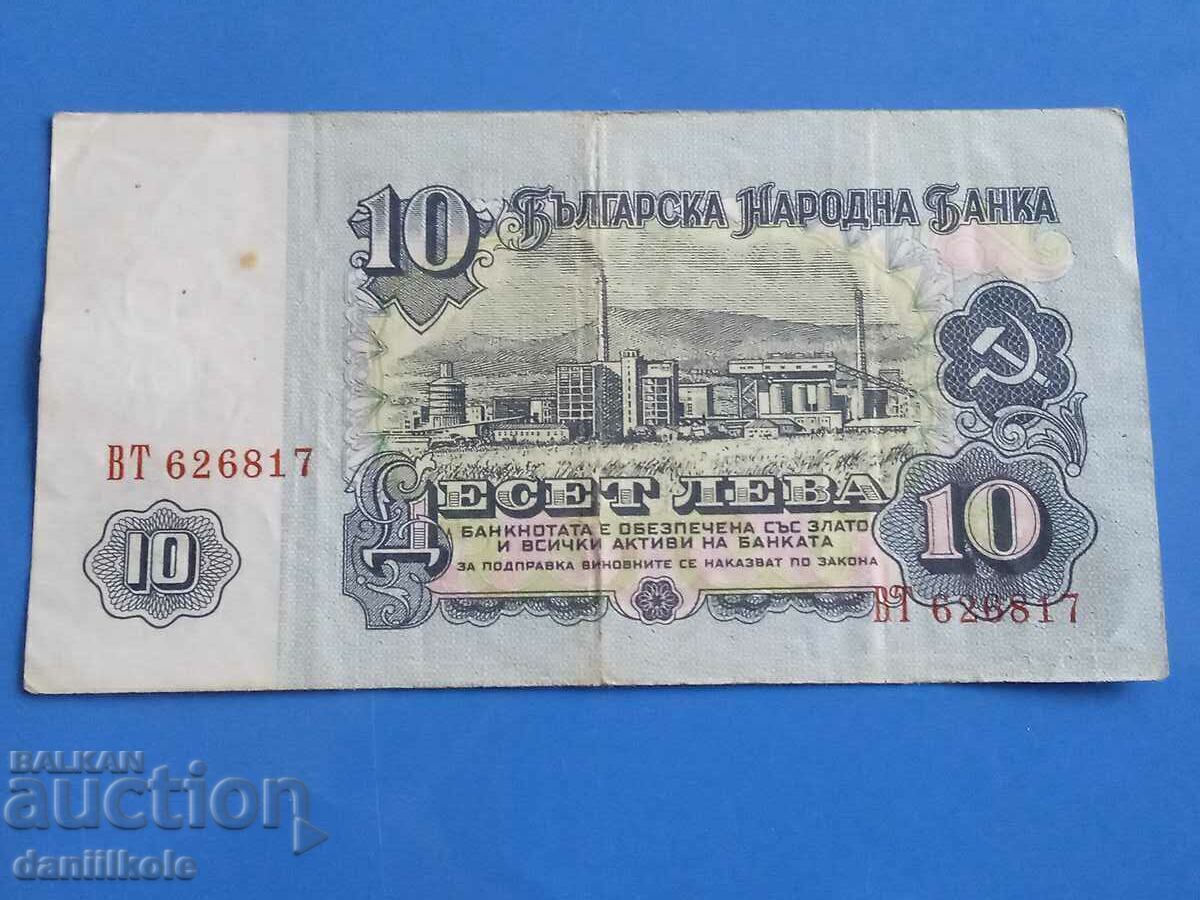 10 БЪЛГАРСКА НАРОДНА БАНКА
ВТ 626817
10
ДЕСЕТ ЛЕВА
БАНКНОТАТА Е ОБЕЗПЕЧЕНА СЪС ЗЛАТО
И ВСИЧКИ АКТИВИ НА БАНКАТА
ЗА ПОДПРАВКА ВИНОВНИТЕ СЕ НАКАЗВАТ ПО ЗАКОНА
10
ВТ 626817
BALKAN
auction
daniilkole